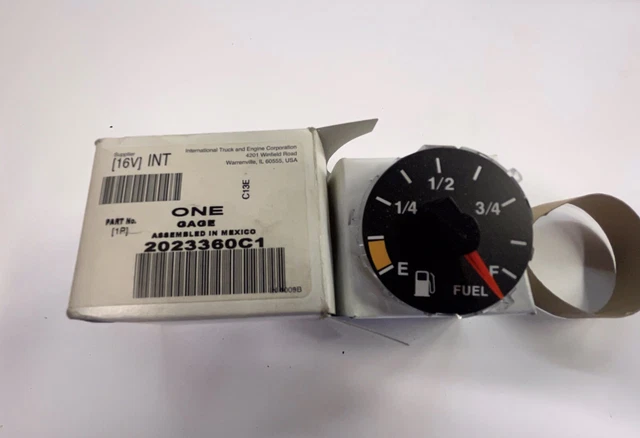 Supplier
[16V] INT
International Truck and Engine Corporation
4201 Winfield Road
Warrenville, IL 60555, USA
C13E
ONE
GAGE
PART No.
[1P]
ASSEMBLED IN MEXICO
2023360C1
1/4
1/2
3/4
E
F
FUEL